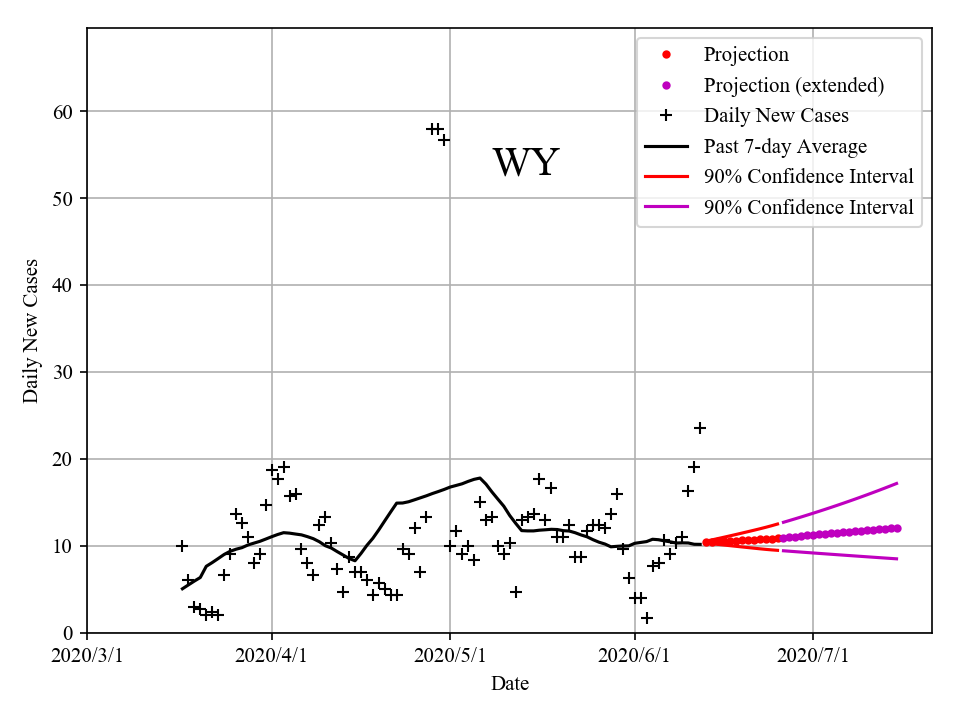 WY
Projection
Projection (extended)
Daily New Cases
Past 7-day Average
90% Confidence Interval
90% Confidence Interval
60
50
40
30
20
10
0
Daily New Cases
2020/3/1 2020/4/1 2020/5/1 2020/6/1 2020/7/1
Date